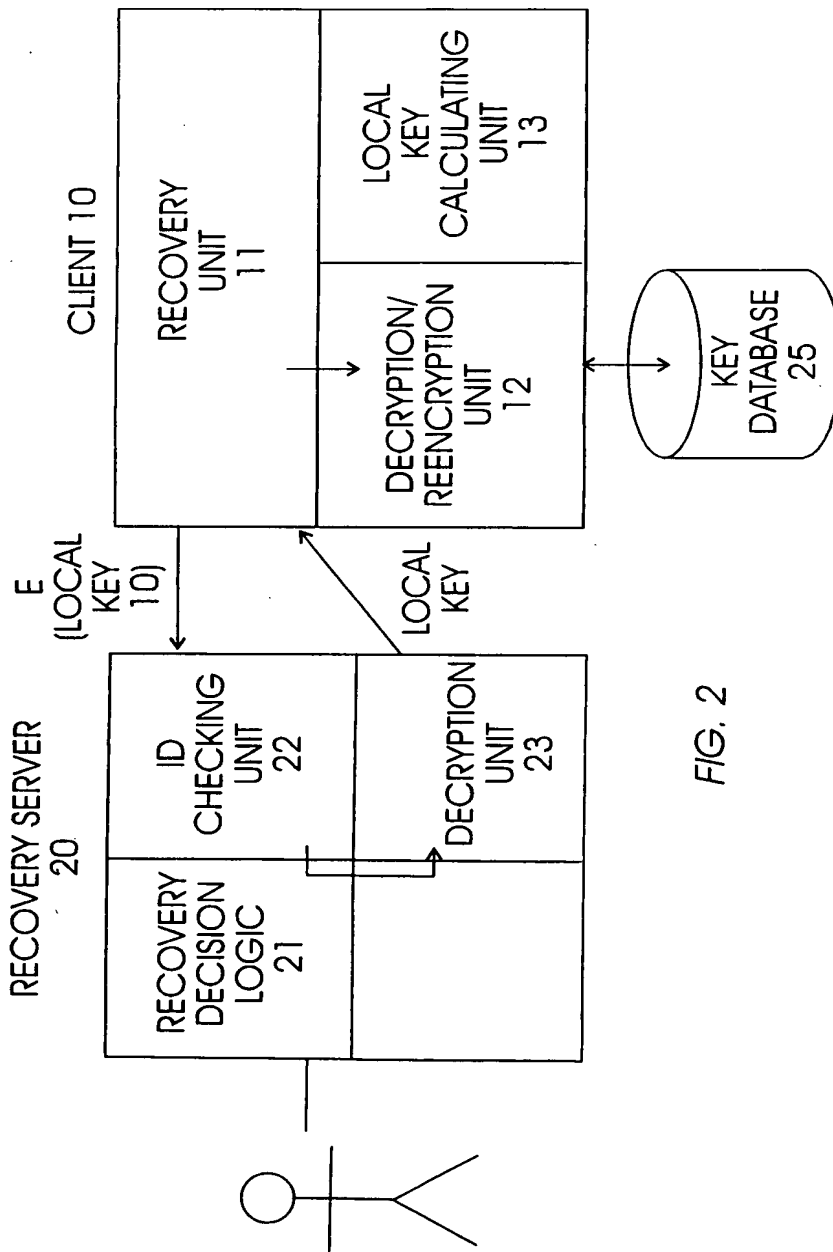 RECOVERY SERVER
20
RECOVERY
DECISION
LOGIC
21
ID
CHECKING
UNIT
22
DECRYPTION
UNIT
23
E
(LOCAL
KEY
10)
LOCAL
KEY
CLIENT 10
RECOVERY
UNIT
11
DECRYPTION/
REENCRYPTION
UNIT
12
LOCAL
KEY
CALCULATING
UNIT
13
KEY
DATABASE
25
FIG. 2